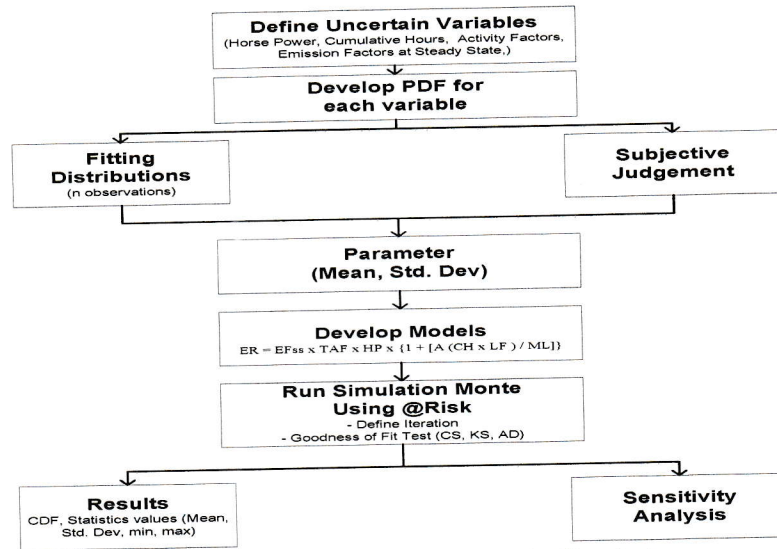 Define Uncertain Variables
(Horse Power, Cumulative Hours, Activity Factors,
Emission Factors at Steady State,)
Develop PDF for
each variable
Fitting
Distributions
(n observations)
Subjective
Judgement
Parameter
(Mean, Std. Dev)
Develop Models
ER = EFss x TAF x HP x {1 + [A (CH x LF ) / ML]}
Run Simulation Monte
Using @Risk
- Define Iteration
- Goodness of Fit Test (CS, KS, AD)
Results
CDF, Statistics values (Mean,
Std. Dev, min, max)
Sensitivity
Analysis